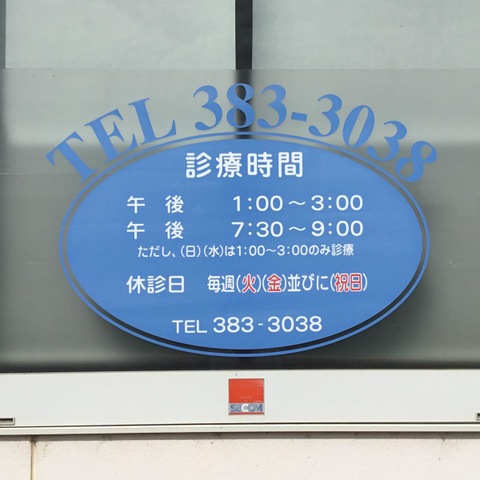 TEL 383-3038
診療時間
午後 1:00～3:00
午後 7:30～9:00
ただし、(日)(水)は1:00～3:00のみ診療
休診日 毎週(火)(金)並びに(祝日)
TEL 383-3038
SECOM